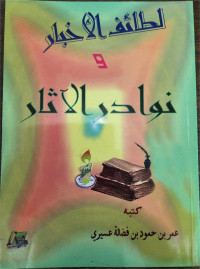 لطائف الأخبار
و
نوادر الآثار
كتبه
عمر بن حمود بن فضالة عسيري